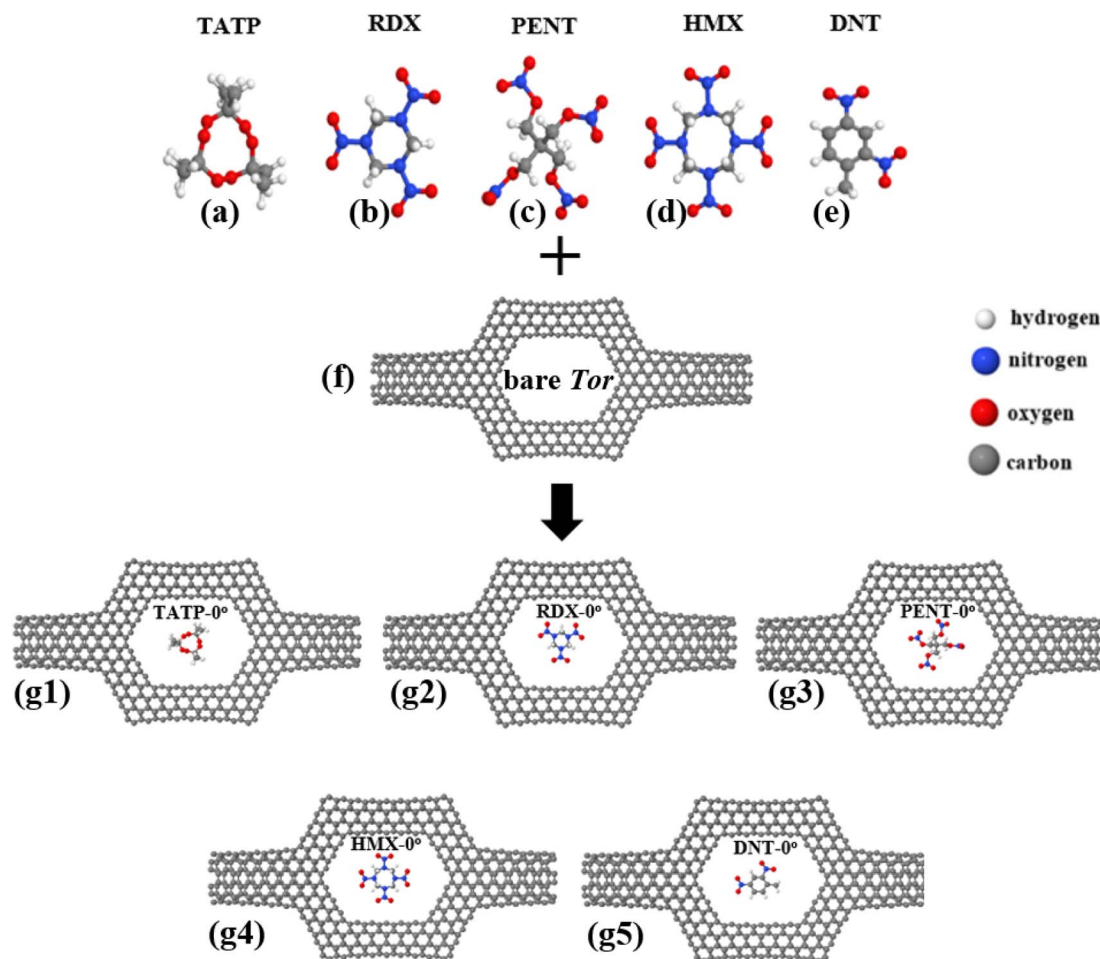 TATP RDX PENT HMX DNT
(a) (b) (c) (d) (e)
hydrogen
nitrogen
oxygen
carbon
(f) bare Tor
TATP-0° RDX-0° PENT-0°
(g1) (g2) (g3)
HMX-0° DNT-0°
(g4) (g5)